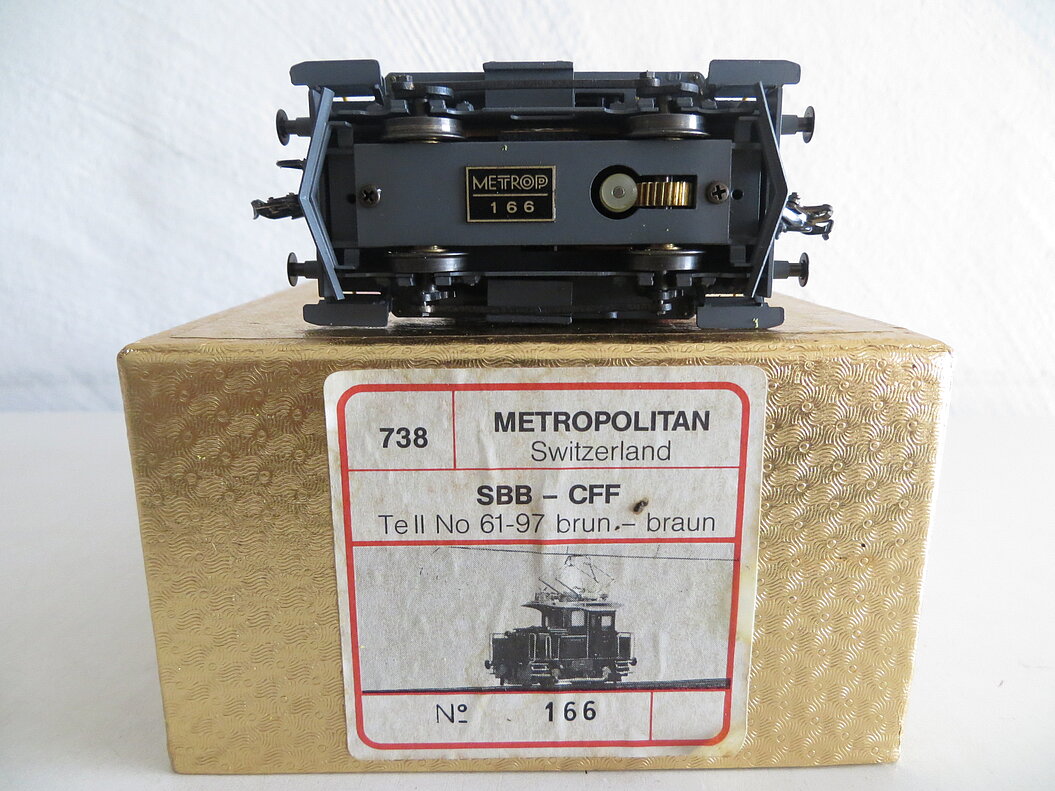 METROP
166
738
METROPOLITAN
Switzerland
SBB – CFF
Te II No 61-97 brun – braun
Nº 166